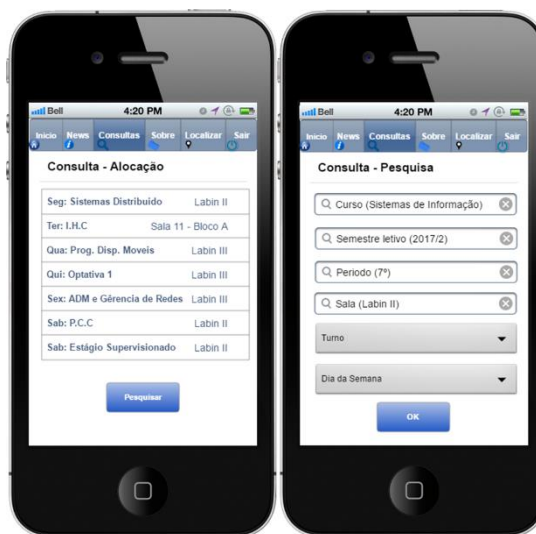 Bell 4:20 PM
Inicio News Consultas Sobre Localizar Sair
Consulta - Alocação
Seg: Sistemas Distribuido Labin II
Ter: I.H.C Sala 11 - Bloco A
Qua: Prog. Disp. Moveis Labin III
Qui: Optativa 1 Labin III
Sex: ADM e Gêrencia de Redes Labin III
Sab: P.C.C Labin II
Sab: Estágio Supervisionado Labin II
Pesquisar
Bell 4:20 PM
Inicio News Consultas Sobre Localizar Sair
Consulta - Pesquisa
Curso (Sistemas de Informação)
Semestre letivo (2017/2)
Periodo (7º)
Sala (Labin II)
Turno
Dia da Semana
OK